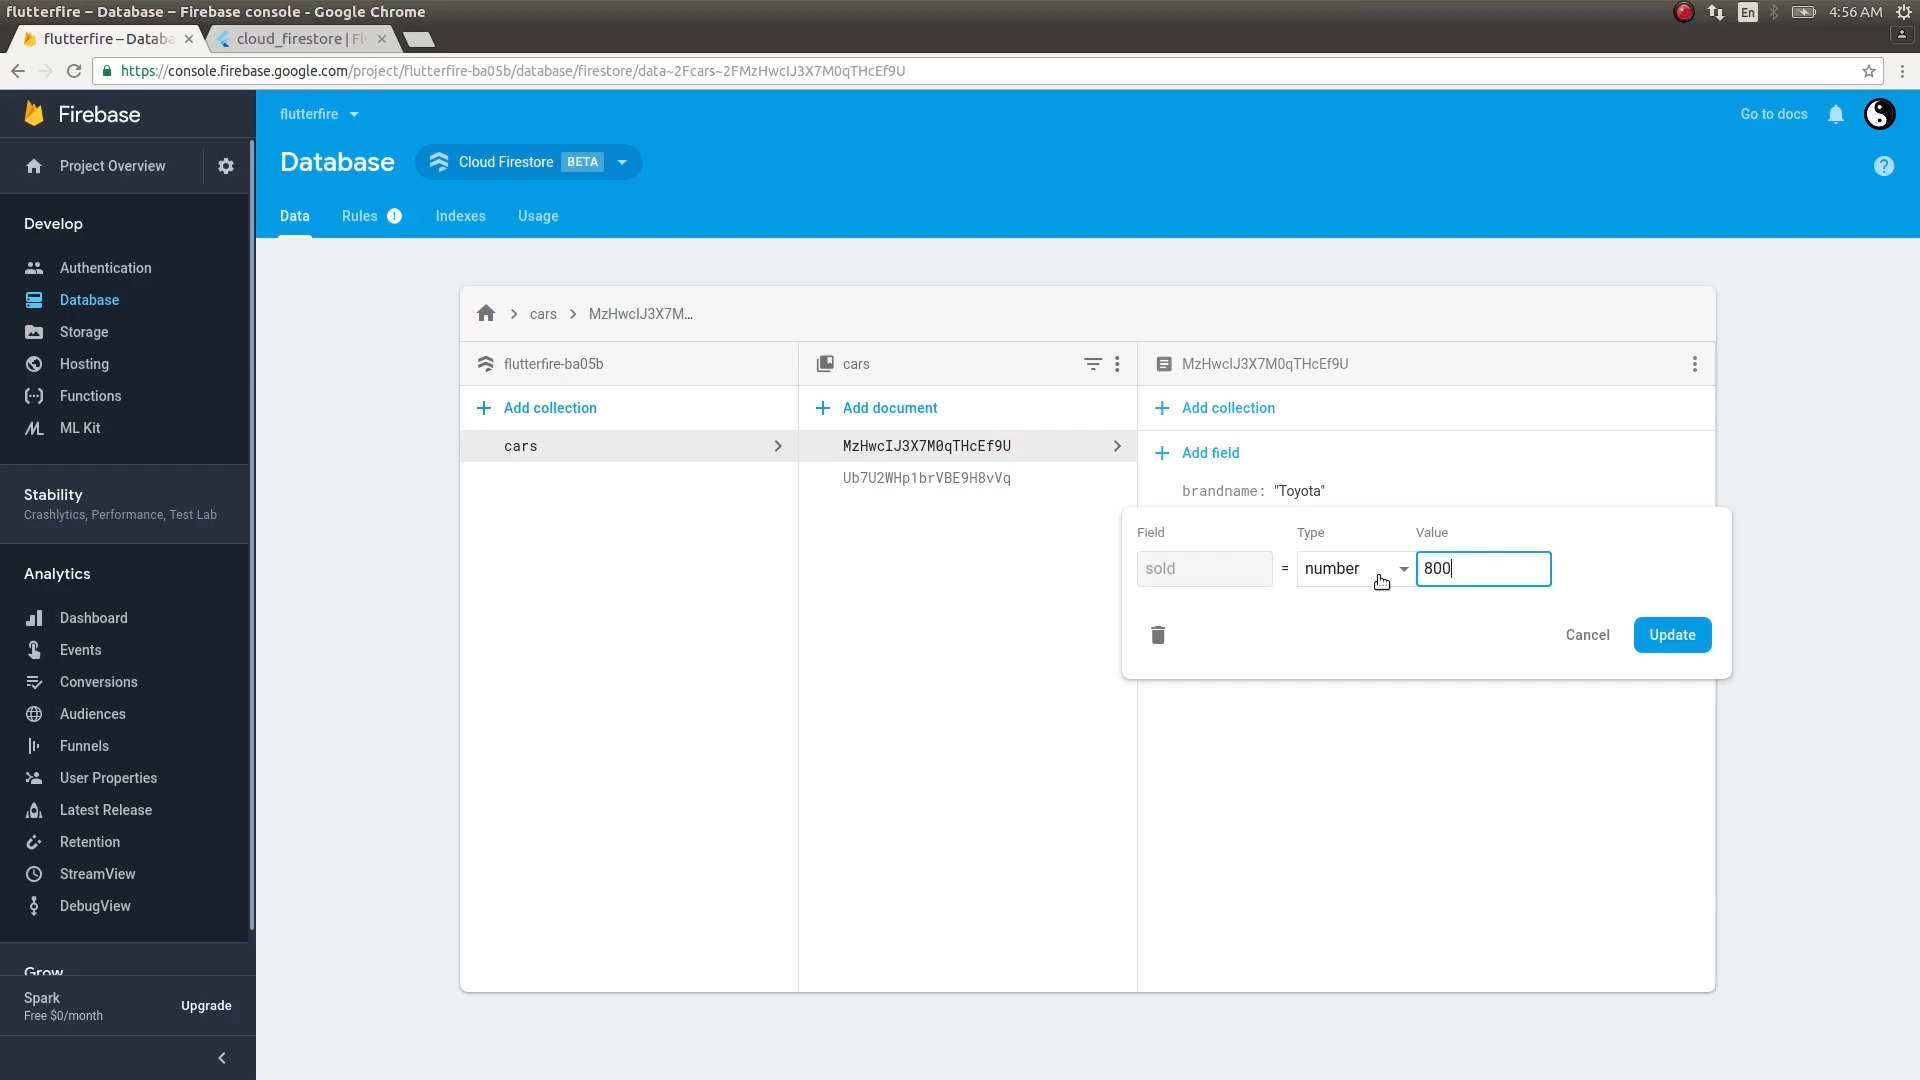 flutterfire – Database – Firebase console - Google Chrome
En
4:56 AM
flutterfire – Databa
cloud_firestore | Fl
https://console.firebase.google.com/project/flutterfire-ba05b/database/firestore/data~2Fcars~2FMzHwcIJ3X7M0qTHcEf9U
Firebase
flutterfire
Go to docs
Project Overview
Database
Cloud Firestore BETA
Data
Rules
Indexes
Usage
Develop
Authentication
Database
Storage
Hosting
Functions
ML Kit
Stability
Crashlytics, Performance, Test Lab
Analytics
Dashboard
Events
Conversions
Audiences
Funnels
User Properties
Latest Release
Retention
StreamView
DebugView
Grow
Spark
Free $0/month
Upgrade
cars
MzHwcIJ3X7M...
flutterfire-ba05b
cars
MzHwcIJ3X7M0qTHcEf9U
Add collection
Add document
Add collection
cars
MzHwcIJ3X7M0qTHcEf9U
Ub7U2WHp1brVBE9H8vVq
Add field
brandname: "Toyota"
Field
Type
Value
sold
=
number
800
Cancel
Update